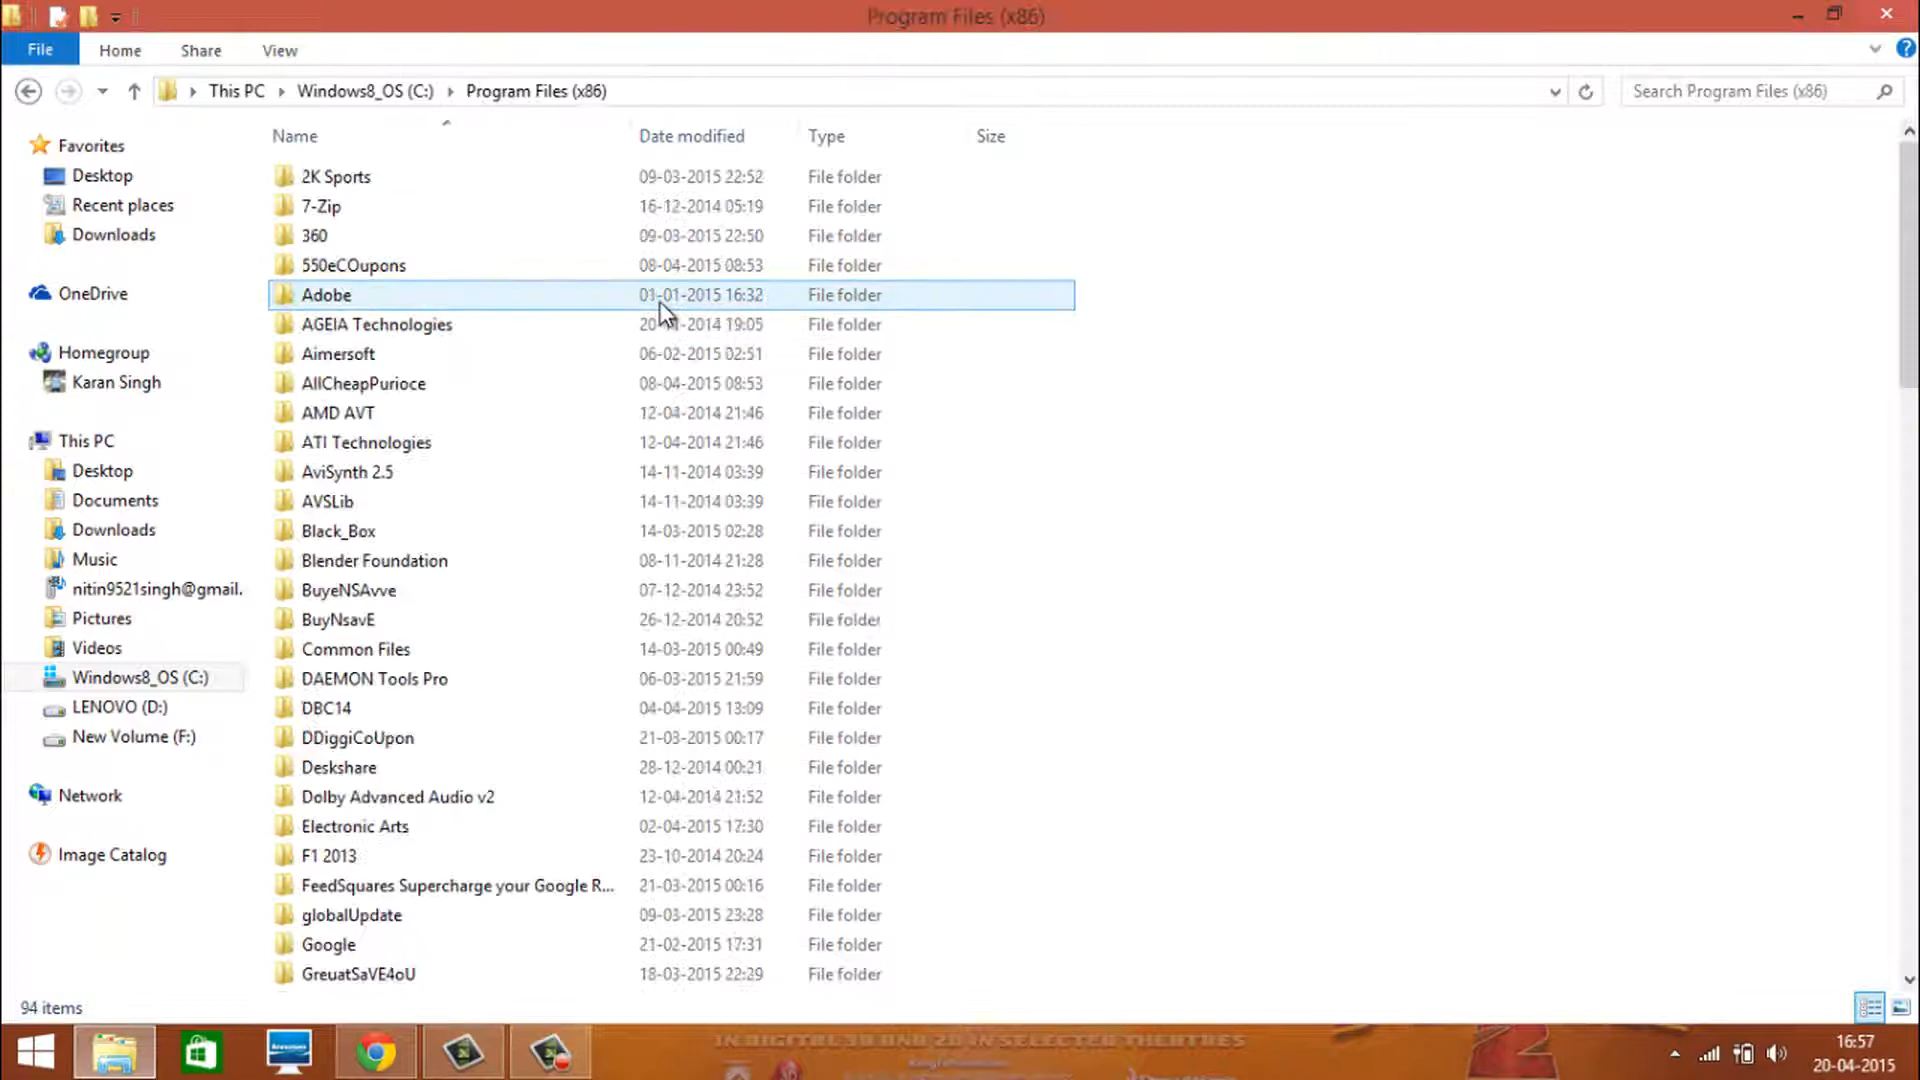 Program Files (x86)
File Home Share View
This PC Windows8_OS (C:) Program Files (x86)
Search Program Files (x86)
Name Date modified Type Size
Favorites
Desktop
Recent places
Downloads
OneDrive
Homegroup
Karan Singh
This PC
Desktop
Documents
Downloads
Music
nitin9521singh@gmail.
Pictures
Videos
Windows8_OS (C:)
LENOVO (D:)
New Volume (F:)
Network
Image Catalog
2K Sports 09-03-2015 22:52 File folder
7-Zip 16-12-2014 05:19 File folder
360 09-03-2015 22:50 File folder
550eCOupons 08-04-2015 08:53 File folder
Adobe 01-01-2015 16:32 File folder
AGEIA Technologies 19:05 File folder
Aimersoft 06-02-2015 02:51 File folder
AllCheapPurioce 08-04-2015 08:53 File folder
AMD AVT 12-04-2014 21:46 File folder
ATI Technologies 12-04-2014 21:46 File folder
AviSynth 2.5 14-11-2014 03:39 File folder
AVSLib 14-11-2014 03:39 File folder
Black_Box 14-03-2015 02:28 File folder
Blender Foundation 08-11-2014 21:28 File folder
BuyeNSAvve 07-12-2014 23:52 File folder
BuyNsavE 26-12-2014 20:52 File folder
Common Files 14-03-2015 00:49 File folder
DAEMON Tools Pro 06-03-2015 21:59 File folder
DBC14 04-04-2015 13:09 File folder
DDiggiCoUpon 21-03-2015 00:17 File folder
Deskshare 28-12-2014 00:21 File folder
Dolby Advanced Audio v2 12-04-2014 21:52 File folder
Electronic Arts 02-04-2015 17:30 File folder
F1 2013 23-10-2014 20:24 File folder
FeedSquares Supercharge your Google R... 21-03-2015 00:16 File folder
globalUpdate 09-03-2015 23:28 File folder
Google 21-02-2015 17:31 File folder
GreuatSaVE4oU 18-03-2015 22:29 File folder
94 items
IN DIGITAL 3D AND 2D IN SELECTED THEATRES
16:57
20-04-2015